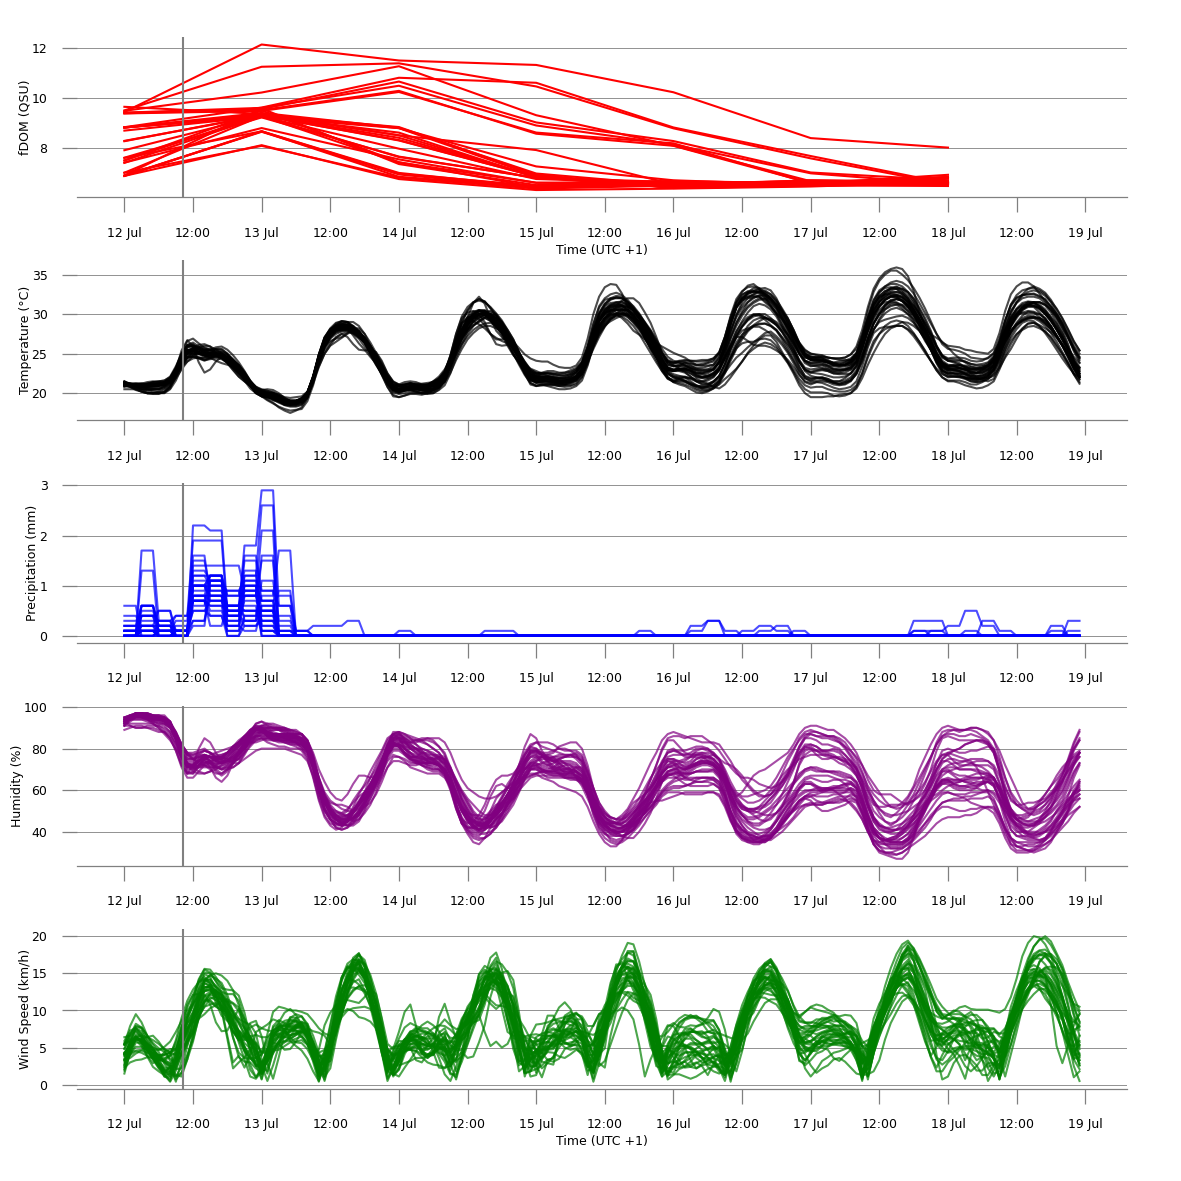 12
10
8
fDOM (QSU)
12 Jul 12:00 13 Jul 12:00 14 Jul 12:00 15 Jul 12:00 16 Jul 12:00 17 Jul 12:00 18 Jul 12:00 19 Jul
Time (UTC +1)
35
30
25
20
Temperature (°C)
12 Jul 12:00 13 Jul 12:00 14 Jul 12:00 15 Jul 12:00 16 Jul 12:00 17 Jul 12:00 18 Jul 12:00 19 Jul
3
2
1
0
Precipitation (mm)
12 Jul 12:00 13 Jul 12:00 14 Jul 12:00 15 Jul 12:00 16 Jul 12:00 17 Jul 12:00 18 Jul 12:00 19 Jul
100
80
60
40
Humidity (%)
12 Jul 12:00 13 Jul 12:00 14 Jul 12:00 15 Jul 12:00 16 Jul 12:00 17 Jul 12:00 18 Jul 12:00 19 Jul
20
15
10
5
0
Wind Speed (km/h)
12 Jul 12:00 13 Jul 12:00 14 Jul 12:00 15 Jul 12:00 16 Jul 12:00 17 Jul 12:00 18 Jul 12:00 19 Jul
Time (UTC +1)